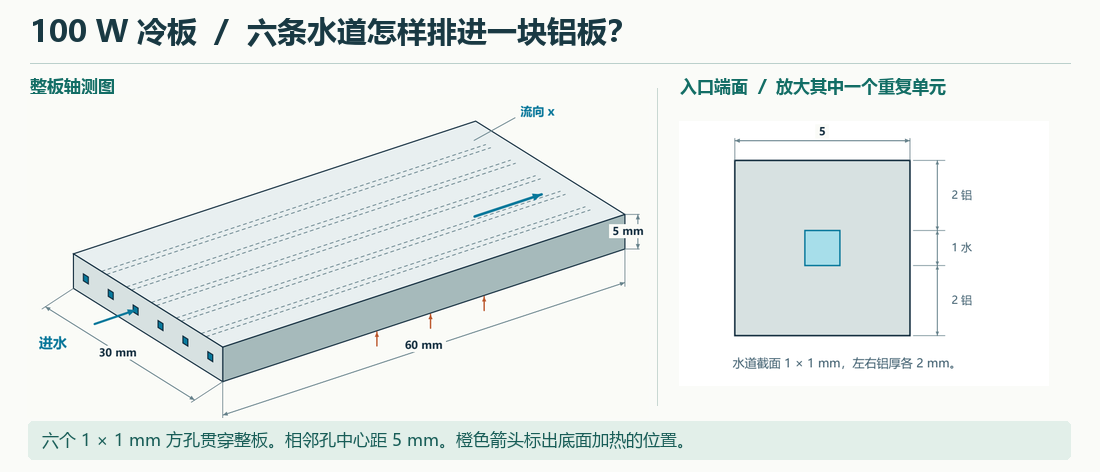 100 W 冷板 / 六条水道怎样排进一块铝板？
整板轴测图
流向 x
5 mm
进水
30 mm
60 mm
入口端面 / 放大其中一个重复单元
5
2 铝
1 水
2 铝
水道截面 1 × 1 mm，左右铝厚各 2 mm。
六个 1 × 1 mm 方孔贯穿整板。相邻孔中心距 5 mm。橙色箭头标出底面加热的位置。